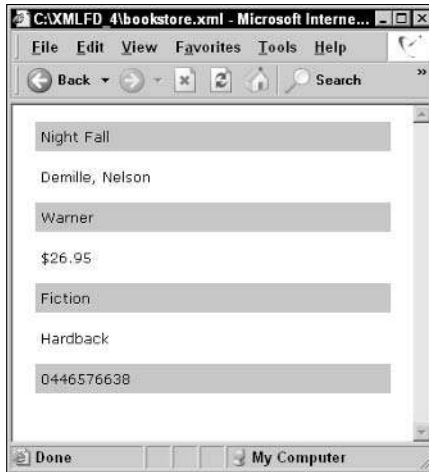 C:\XMLFD_4\bookstore.xml - Microsoft Interne...
File Edit View Favorites Tools Help
Back Search »
Night Fall
Demille, Nelson
Warner
$26.95
Fiction
Hardback
0446576638
Done My Computer